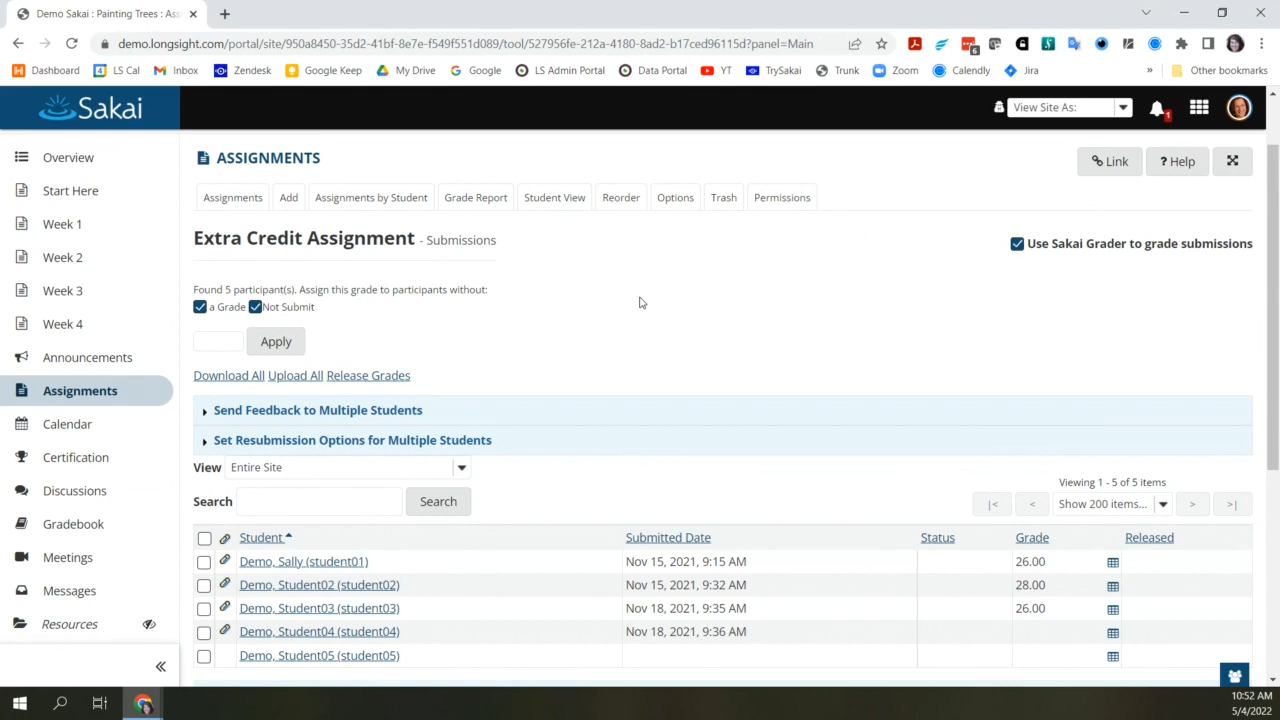 Demo Sakai : Painting Trees : Ass
demo.longsight.com/portal/site/950a8450-35d2-41bf-8e7e-f549f551d089/tool/527956fe-212a-4180-8ad2-b17ced96115d?panel=Main
6
Dashboard LS Cal Inbox Zendesk Google Keep My Drive Google LS Admin Portal Data Portal YT TrySakai Trunk Zoom Calendly Jira » Other bookmarks
Sakai
View Site As:
1
Overview
Start Here
Week 1
Week 2
Week 3
Week 4
Announcements
Assignments
Calendar
Certification
Discussions
Gradebook
Meetings
Messages
Resources
ASSIGNMENTS
Link ? Help
Assignments Add Assignments by Student Grade Report Student View Reorder Options Trash Permissions
Extra Credit Assignment - Submissions
Use Sakai Grader to grade submissions
Found 5 participant(s). Assign this grade to participants without:
a Grade Not Submit
Apply
Download All Upload All Release Grades
Send Feedback to Multiple Students
Set Resubmission Options for Multiple Students
View Entire Site
Viewing 1 - 5 of 5 items
Search Search
|< < Show 200 items... > >|
Student Submitted Date Status Grade Released
Demo, Sally (student01) Nov 15, 2021, 9:15 AM 26.00
Demo, Student02 (student02) Nov 15, 2021, 9:32 AM 28.00
Demo, Student03 (student03) Nov 18, 2021, 9:35 AM 26.00
Demo, Student04 (student04) Nov 18, 2021, 9:36 AM
Demo, Student05 (student05)
10:52 AM
5/4/2022